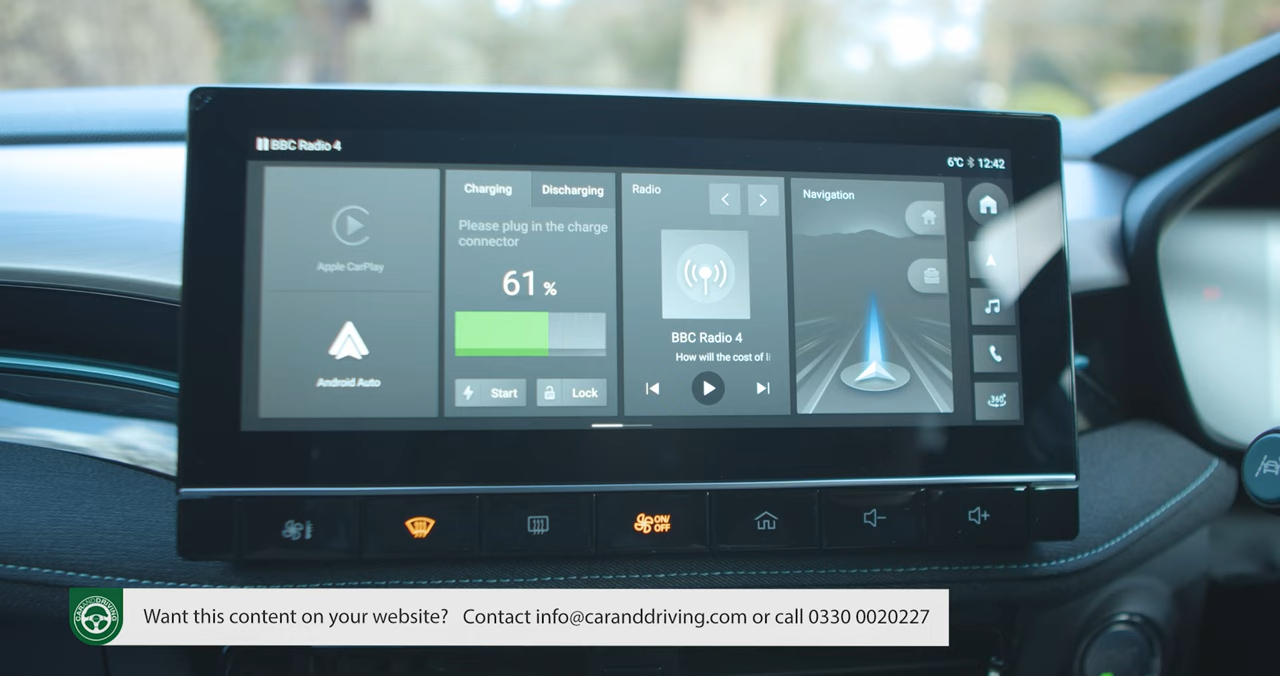 BBC Radio 4
6°C 12:42
Apple CarPlay
Android Auto
Charging Discharging
Please plug in the charge
connector
61 %
Start Lock
Radio
BBC Radio 4
How will the cost of li
Navigation
360°
ON/
OFF
CARANDDRIVING
Want this content on your website? Contact info@caranddriving.com or call 0330 0020227